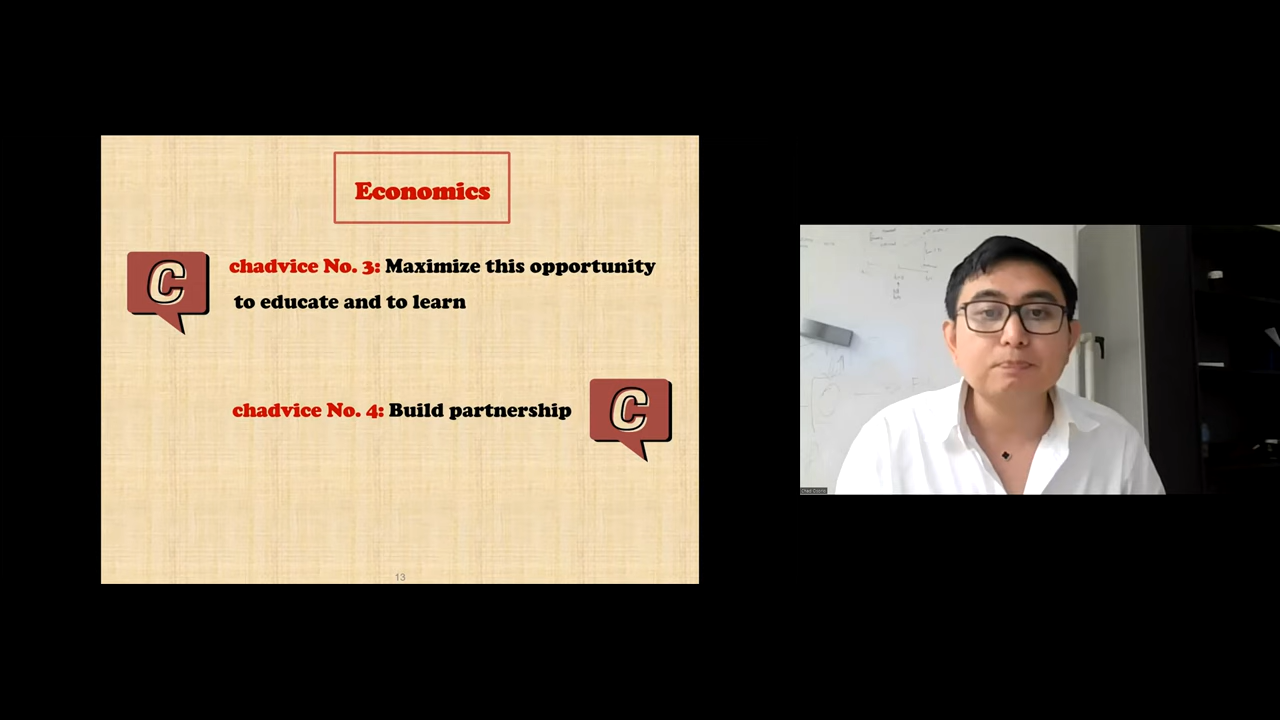 Economics
C
chadvice No. 3: Maximize this opportunity
to educate and to learn
chadvice No. 4: Build partnership
C
13